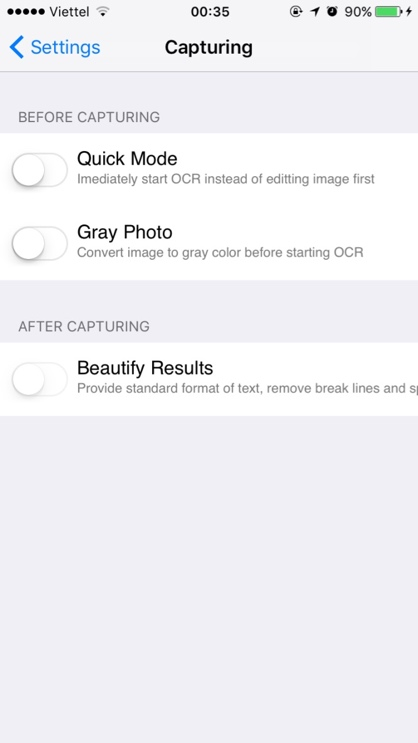 Viettel 00:35 90%
Settings Capturing
BEFORE CAPTURING
Quick Mode
Imediately start OCR instead of editting image first
Gray Photo
Convert image to gray color before starting OCR
AFTER CAPTURING
Beautify Results
Provide standard format of text, remove break lines and